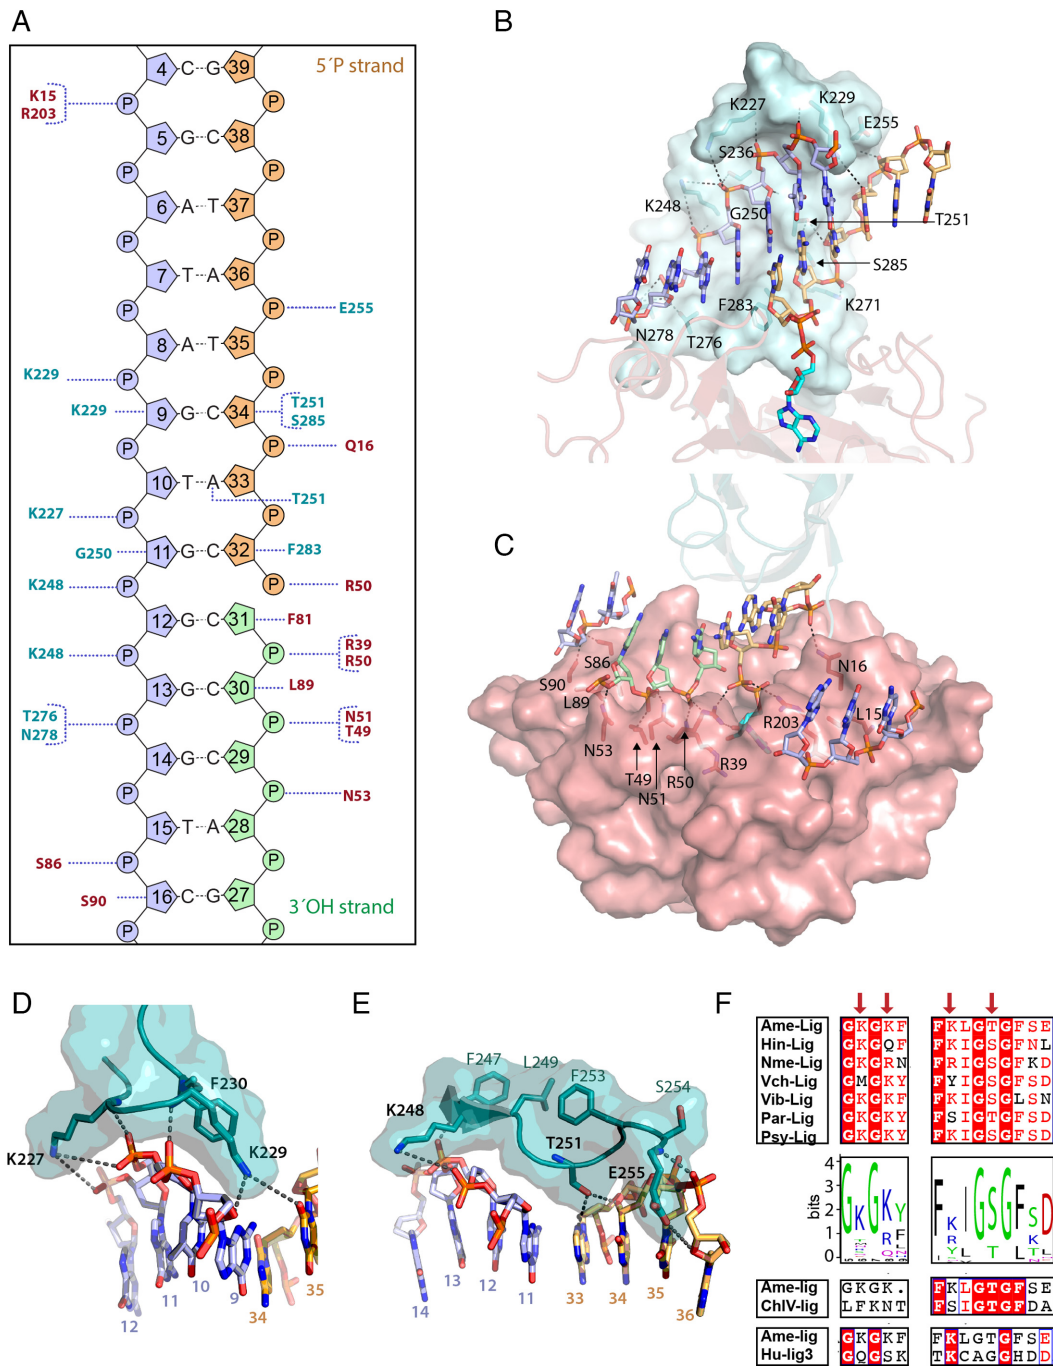 A
5´P strand
4 C G 39
P P
K15
R203
5 G C 38
P P
6 A T 37
P P
7 T A 36
P P E255
8 A T 35
K229 P P
K229 9 G C 34 T251
S285
P P Q16
10 T A 33
T251
K227 P P
G250 11 G C 32 F283
K248 P P R50
12 G C 31 F81
K248 P P R39
R50
13 G C 30 L89
T276
N278
P P N51
T49
14 G C 29
P P N53
15 T A 28
S86 P P
S90 16 C G 27
3´OH strand
P P
B
K227
K229
E255
S236
K248
G250
T251
S285
F283
K271
N278
T276
C
S86
S90
L89
N16
L15
R203
N53
T49
N51
R50
R39
D
F230
K227
K229
12
11
10
9
34
35
E
F247
L249
F253
S254
K248
T251
E255
14
13
12
11
33
34
35
36
F
Ame-Lig GKGKF FKLGTGFSE
Hin-Lig GKGQF FKIGSGFNL
Nme-Lig GKGRN FRIGSGFKD
Vch-Lig GMGKY FYIGSGFSD
Vib-Lig GKGKF FKIGSGLSN
Par-Lig GKGKY FSIGTGFSD
Psy-Lig GKGKY FKIGSGFSD
4
3
2
1
0
bits
Ame-lig GKGK. FKLGTGFSE
ChlV-lig LFKNT FSIGTGFDA
Ame-lig GKGKF FKLGTGFSE
Hu-lig3 GQGSK TKCAGGHDD